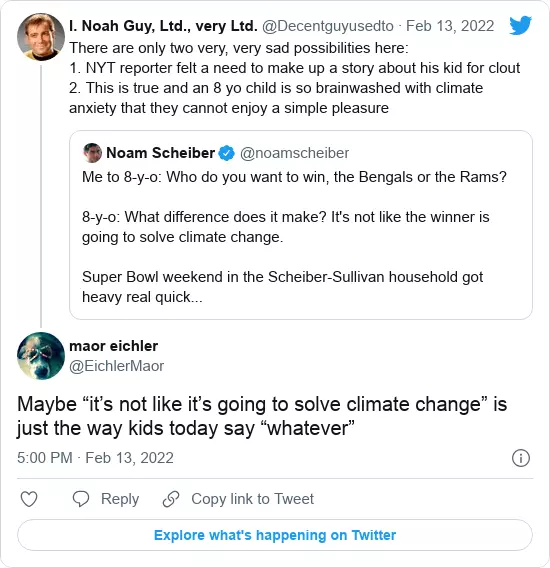 I. Noah Guy, Ltd., very Ltd. @Decentguyusedto · Feb 13, 2022
There are only two very, very sad possibilities here:
1. NYT reporter felt a need to make up a story about his kid for clout
2. This is true and an 8 yo child is so brainwashed with climate
anxiety that they cannot enjoy a simple pleasure
Noam Scheiber @noamscheiber
Me to 8-y-o: Who do you want to win, the Bengals or the Rams?
8-y-o: What difference does it make? It's not like the winner is
going to solve climate change.
Super Bowl weekend in the Scheiber-Sullivan household got
heavy real quick...
maor eichler
@EichlerMaor
Maybe “it’s not like it’s going to solve climate change” is
just the way kids today say “whatever”
5:00 PM · Feb 13, 2022
Reply
Copy link to Tweet
Explore what's happening on Twitter